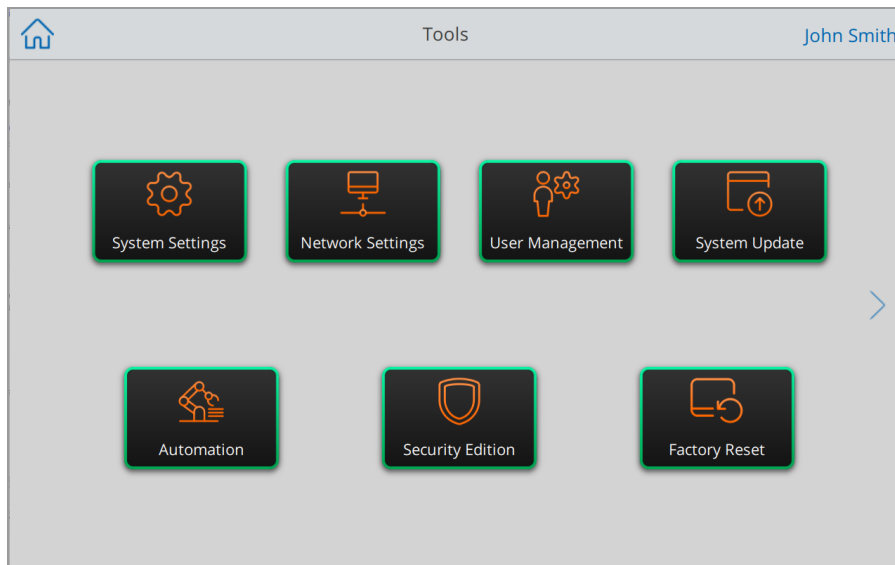 Tools
John Smith
System Settings
Network Settings
User Management
System Update
Automation
Security Edition
Factory Reset